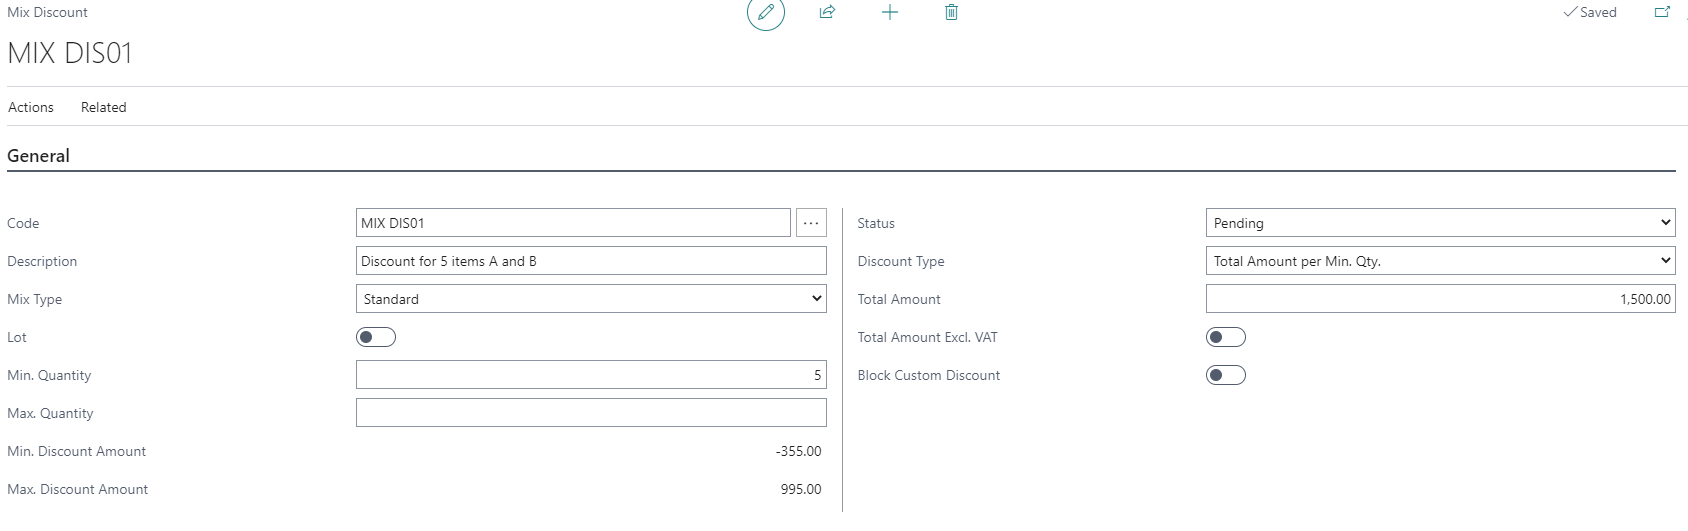 Mix Discount
Saved
MIX DIS01
Actions Related
General
Code MIX DIS01 ...
Description Discount for 5 items A and B
Mix Type Standard
Lot
Min. Quantity 5
Max. Quantity
Min. Discount Amount -355.00
Max. Discount Amount 995.00
Status Pending
Discount Type Total Amount per Min. Qty.
Total Amount 1,500.00
Total Amount Excl. VAT
Block Custom Discount